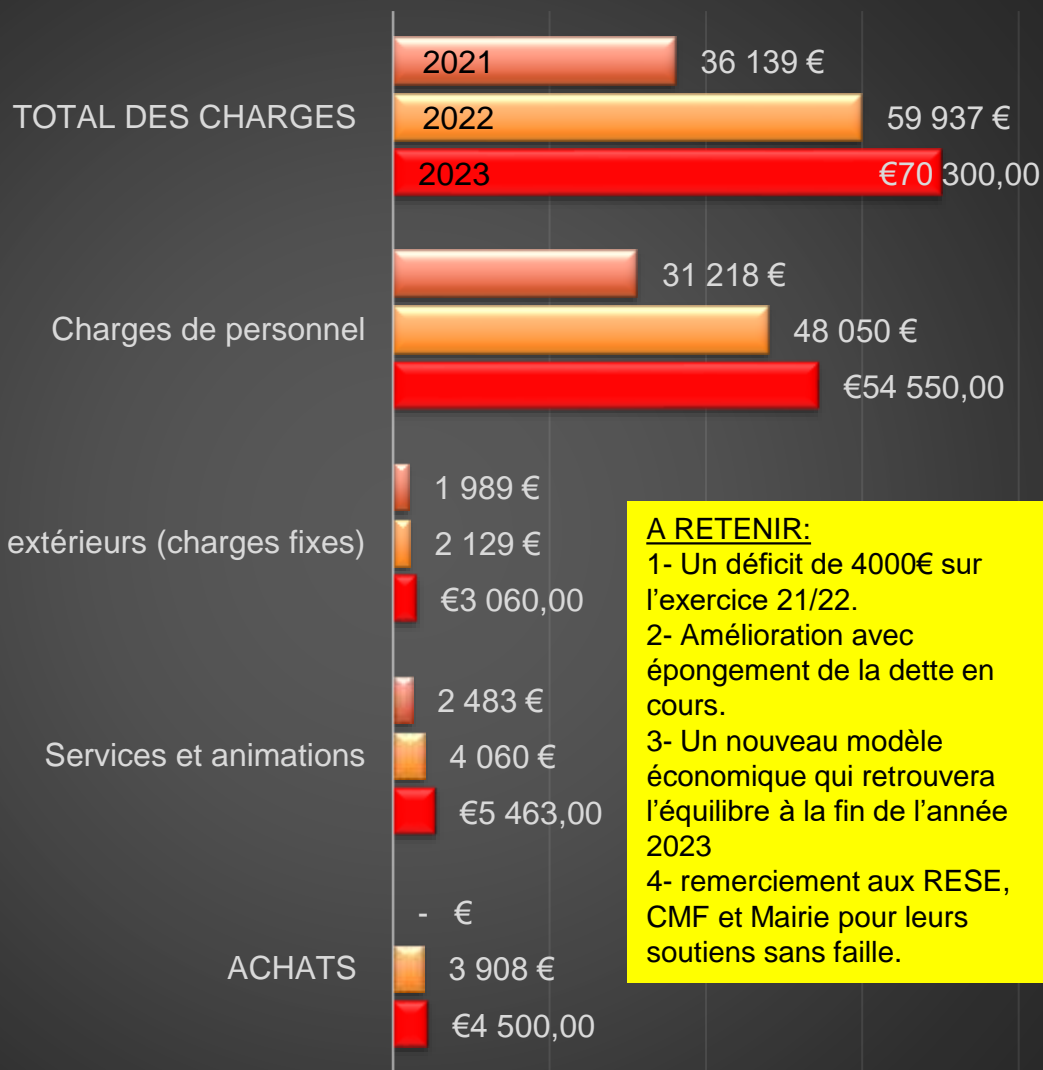 2021 36 139 €
TOTAL DES CHARGES 2022 59 937 €
2023 €70 300,00
31 218 €
Charges de personnel 48 050 €
€54 550,00
1 989 €
extérieurs (charges fixes) 2 129 €
€3 060,00
2 483 €
Services et animations 4 060 €
€5 463,00
- €
ACHATS 3 908 €
€4 500,00
A RETENIR:
1- Un déficit de 4000€ sur
l’exercice 21/22.
2- Amélioration avec
épongement de la dette en
cours.
3- Un nouveau modèle
économique qui retrouvera
l’équilibre à la fin de l’année
2023
4- remerciement aux RESE,
CMF et Mairie pour leurs
soutiens sans faille.